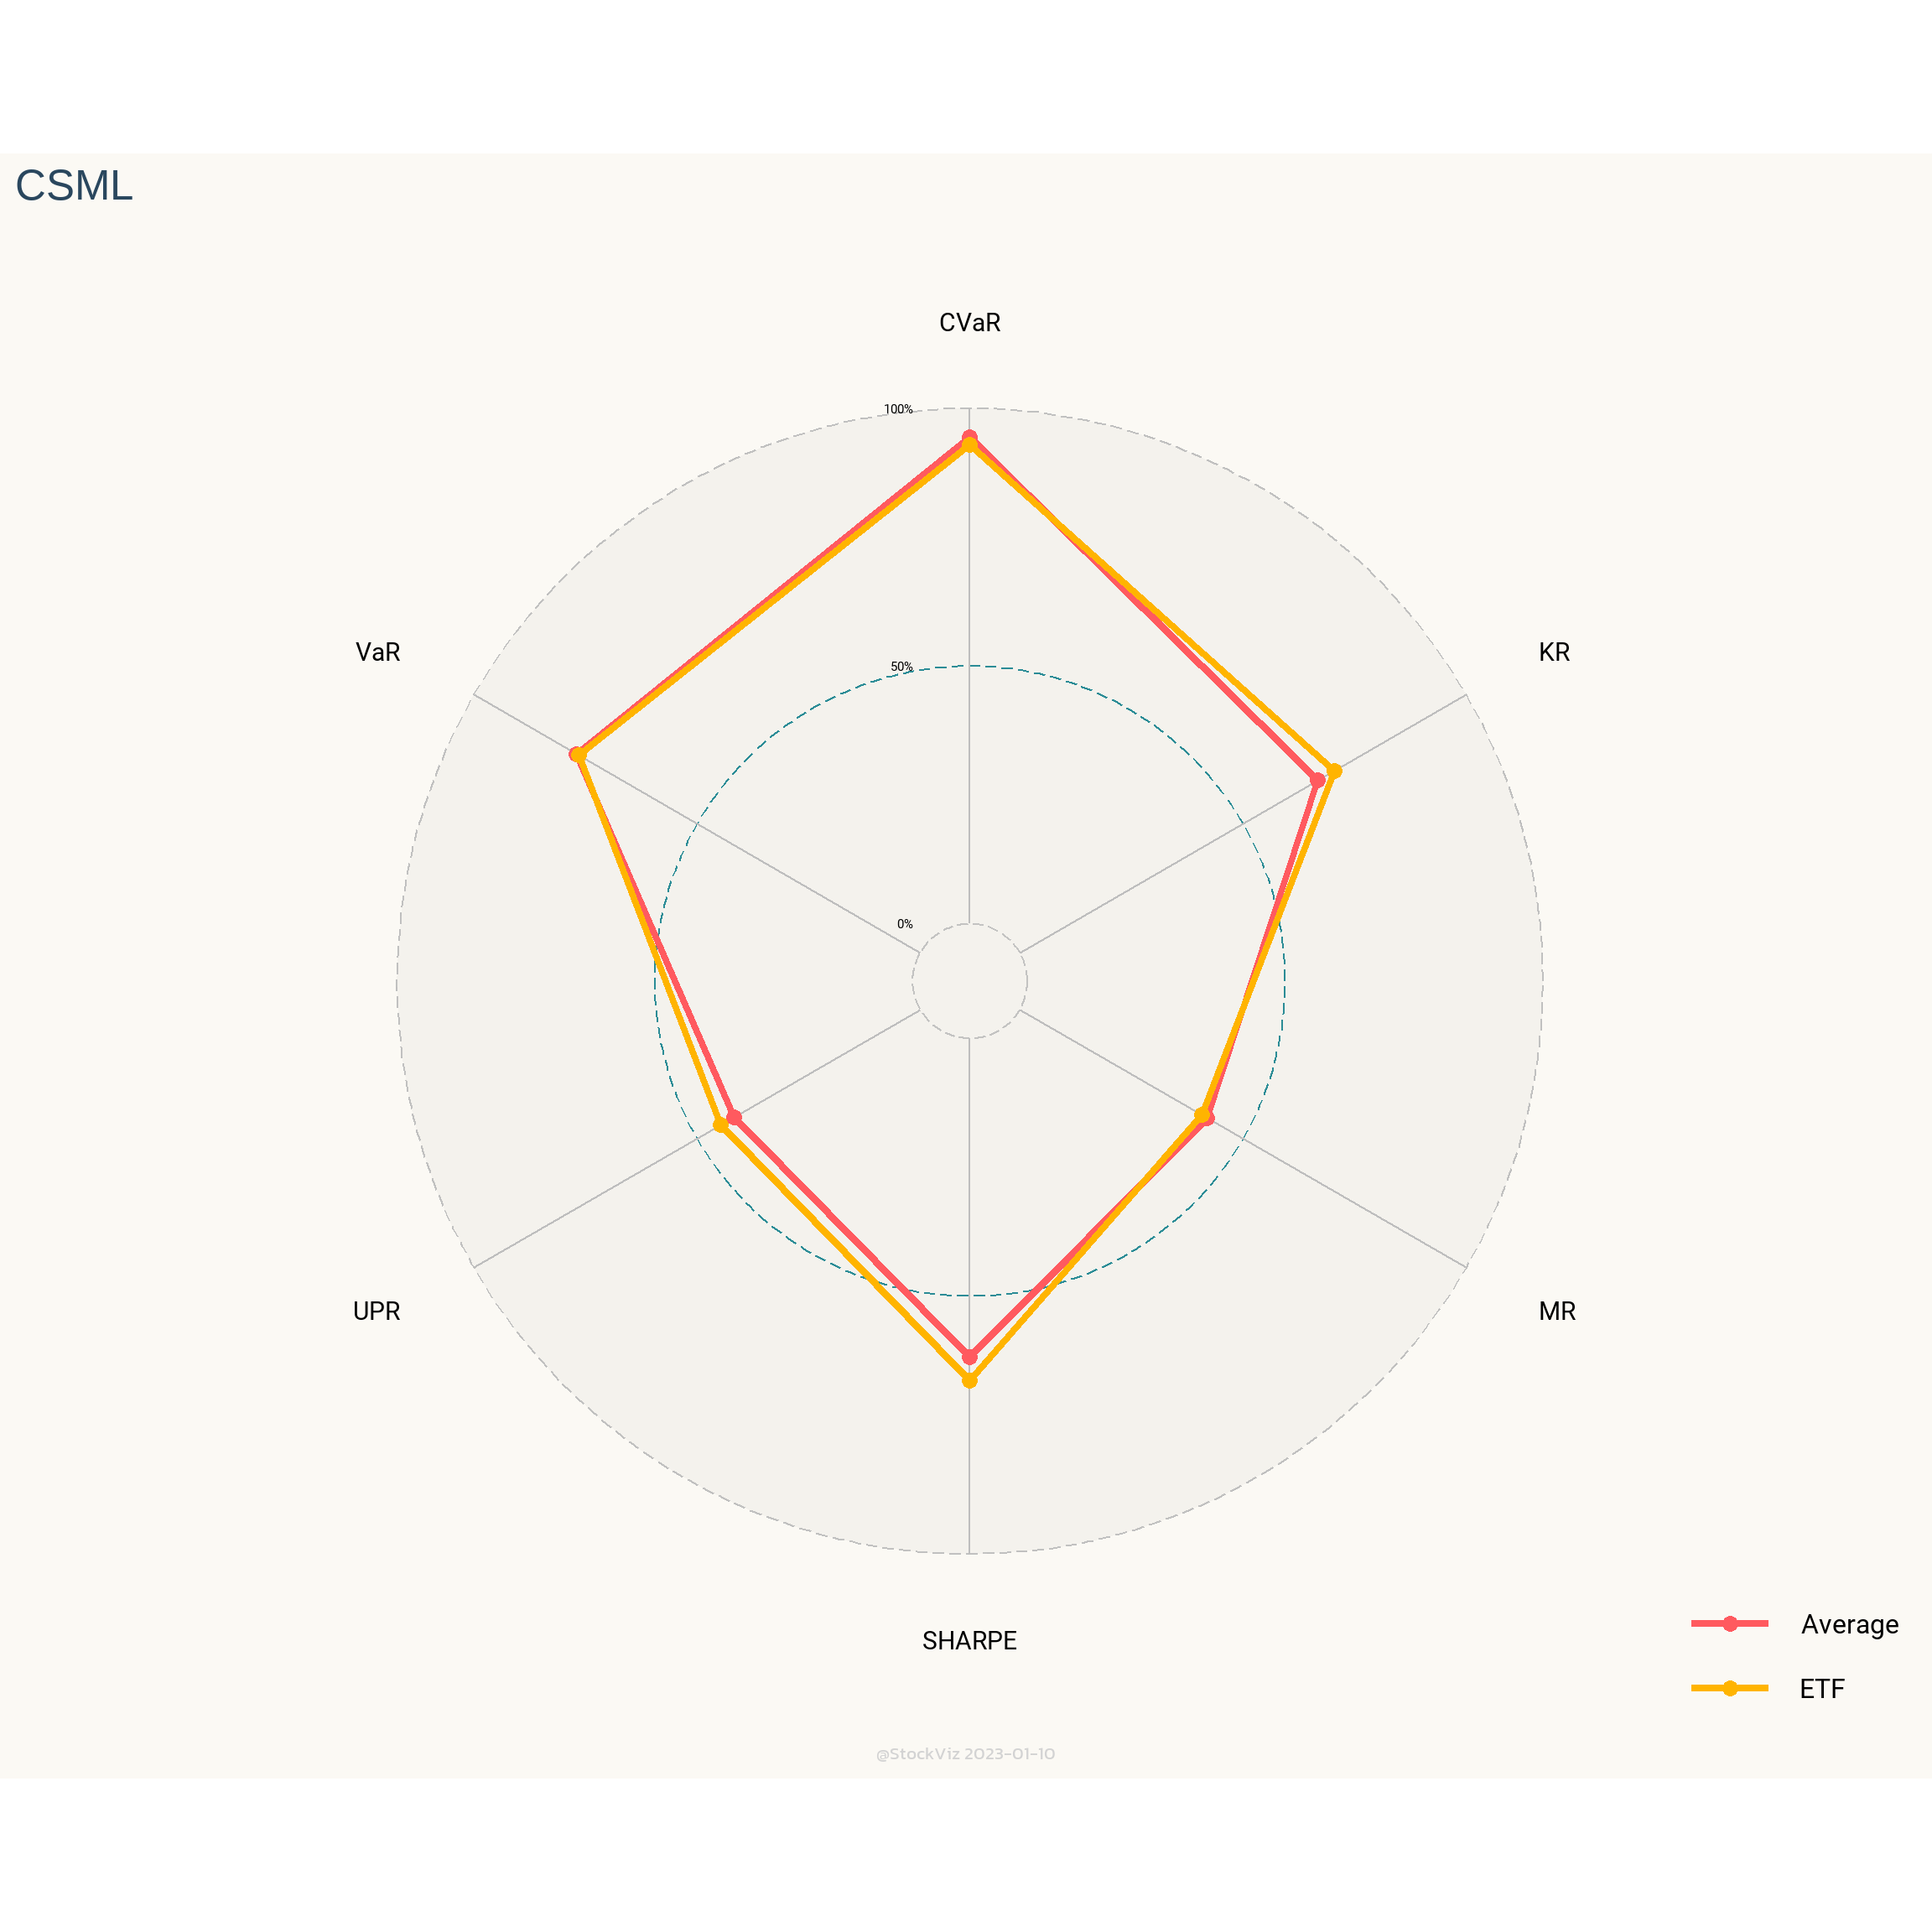 CSML
CVaR
100%
KR
VaR
50%
0%
UPR
MR
SHARPE
Average
ETF
@StockViz 2023-01-10